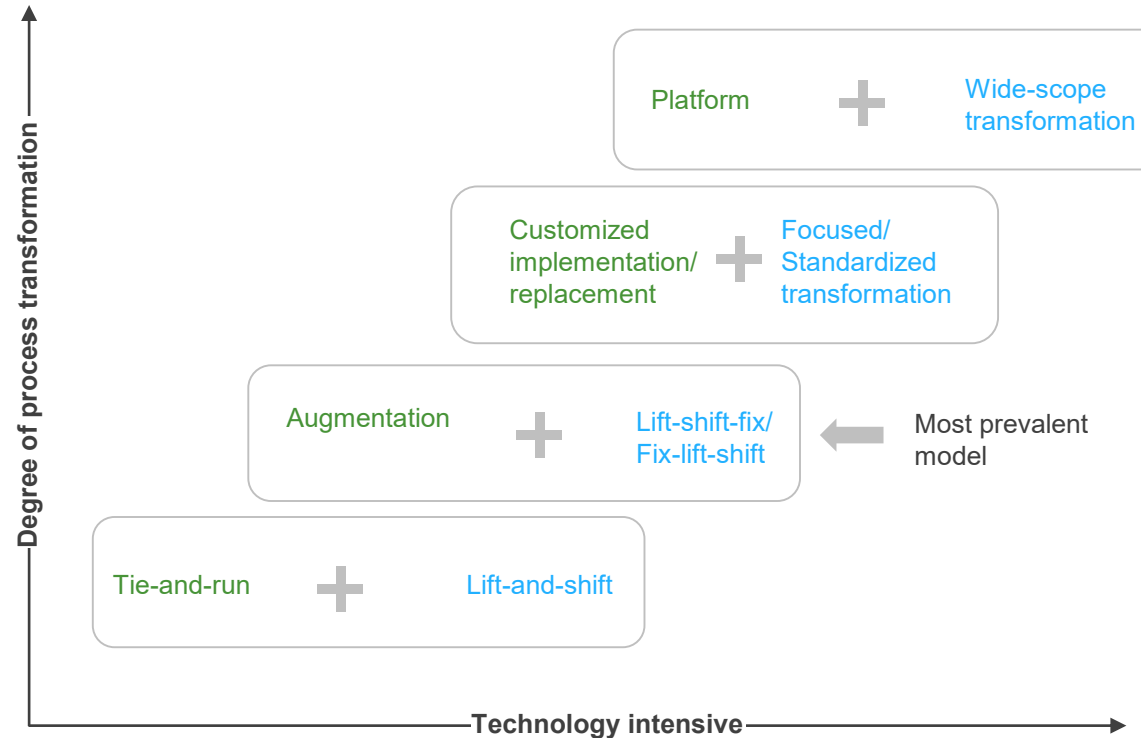 Degree of process transformation
Platform
Wide-scope
transformation
Customized
implementation/
replacement
Focused/
Standardized
transformation
Augmentation
Lift-shift-fix/
Fix-lift-shift
Most prevalent
model
Tie-and-run
Lift-and-shift
Technology intensive